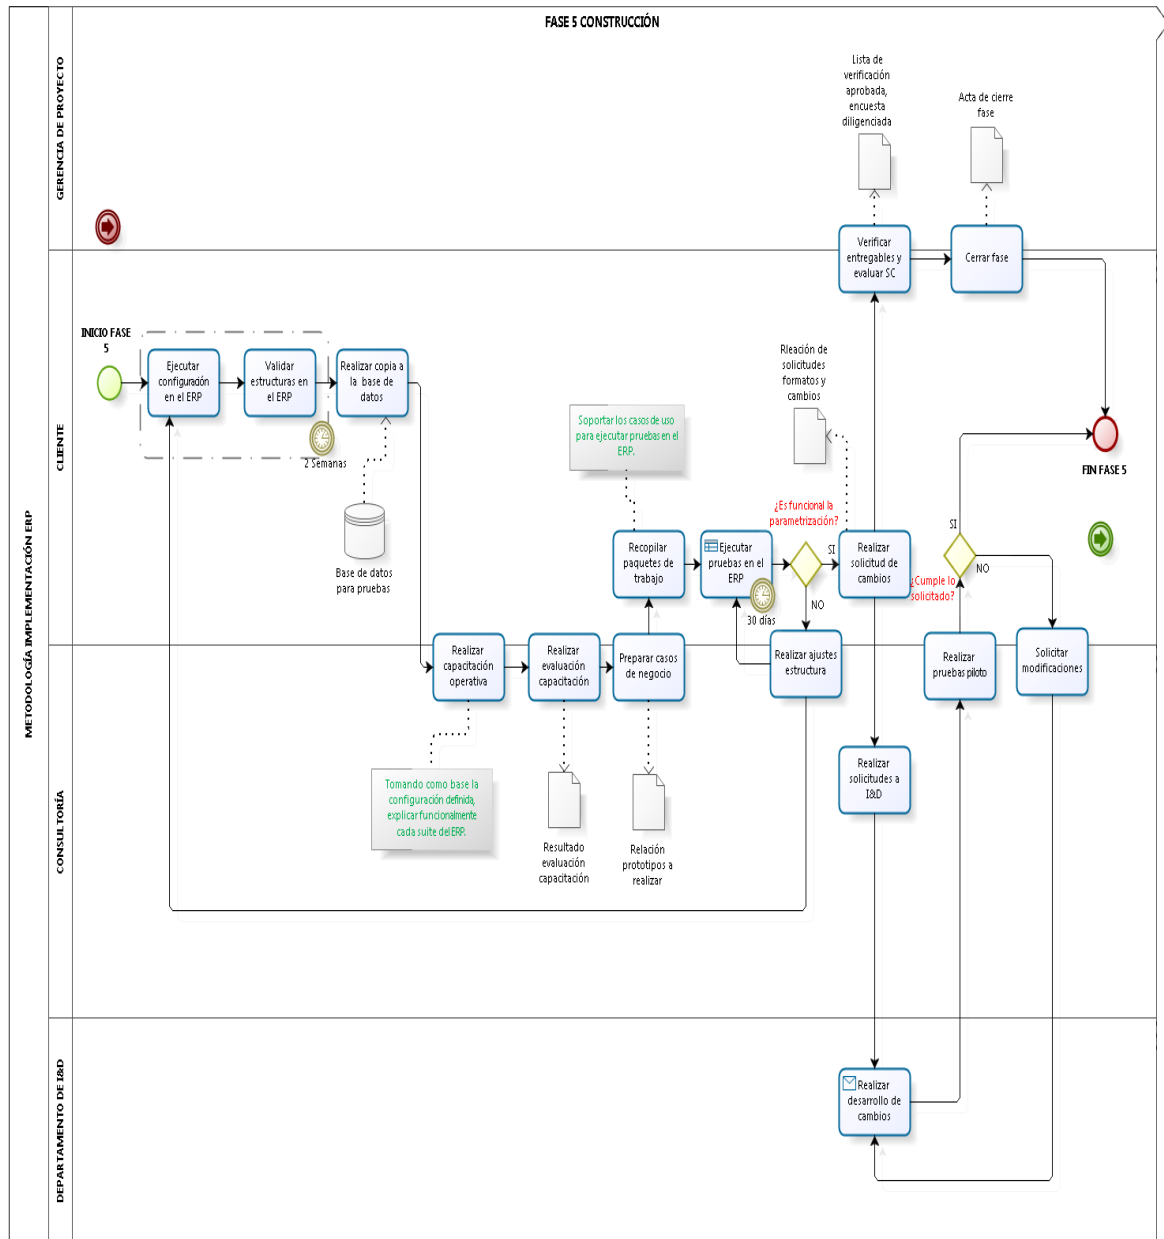 FASE 5 CONSTRUCCIÓN
METODOLOGÍA IMPLEMENTACIÓN ERP
GERENCIA DE PROYECTO
Lista de
verificación
aprobada,
encuesta
diligenciada
Acta de cierre
fase
Verificar
entregables y
evaluar SC
Cerrar fase
CLIENTE
INICIO FASE
5
Ejecutar
configuración
en el ERP
Validar
estructuras en
el ERP
2 Semanas
Realizar copia a
la base de
datos
Base de datos
para pruebas
Soportar los casos de uso
para ejecutar pruebas en el
ERP.
Rleación de
solicitudes
formatos y
cambios
Recopilar
paquetes de
trabajo
Ejecutar
pruebas en el
ERP
30 días
¿Es funcional la
parametrización?
SI
NO
Realizar
solicitud de
cambios
¿Cumple lo
solicitado?
SI
NO
FIN FASE 5
CONSULTORÍA
Realizar
capacitación
operativa
Realizar
evaluación
capacitación
Preparar casos
de negocio
Realizar ajustes
estructura
Realizar
pruebas piloto
Solicitar
modificaciones
Tomando como base la
configuración definida,
explicar funcionalmente
cada suite del ERP.
Resultado
evaluación
capacitación
Relación
prototipos a
realizar
Realizar
solicitudes a
I&D
DEPARTAMENTO DE I&D
Realizar
desarrollo de
cambios